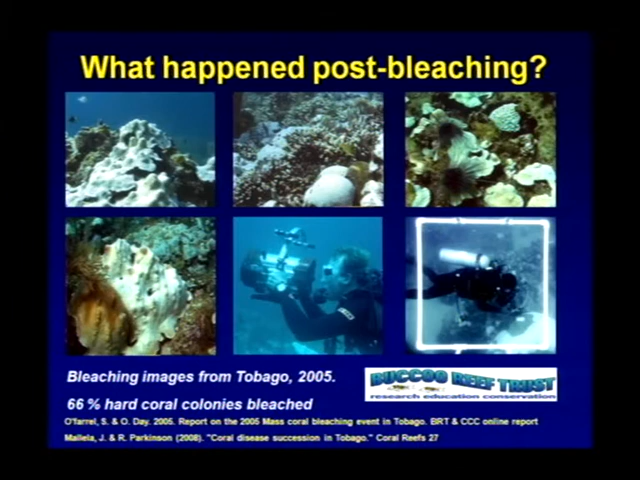 What happened post-bleaching?
Bleaching images from Tobago, 2005.
66 % hard coral colonies bleached
BUCCOO REEF TRUST
research education conservation
O'farrel, S. & O. Day. 2005. Report on the 2005 Mass coral bleaching event in Tobago. BRT & CCC online report
Mallela, J. & R. Parkinson (2008). "Coral disease succession in Tobago." Coral Reefs 27